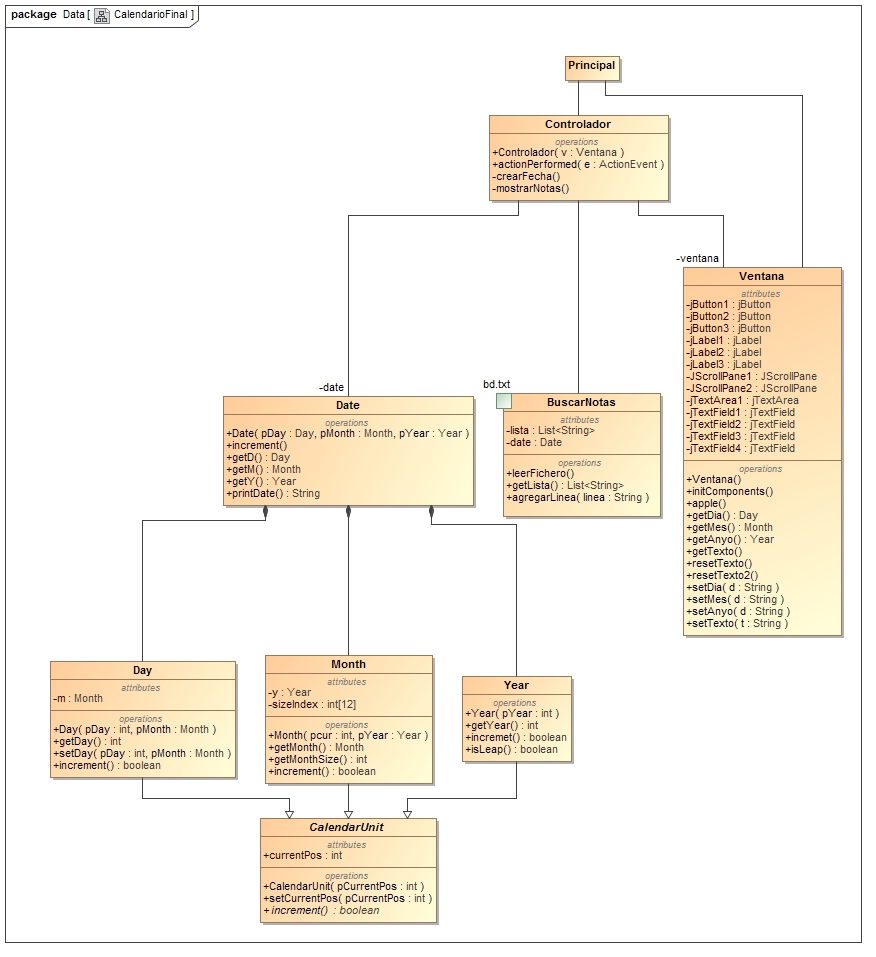 package Data [ CalendarioFinal ]
Principal
Controlador
operations
+Controlador( v : Ventana )
+actionPerformed( e : ActionEvent )
-crearFecha()
-mostrarNotas()
-ventana
Ventana
attributes
-jButton1 : jButton
-jButton2 : jButton
-jButton3 : jButton
-jLabel1 : jLabel
-jLabel2 : jLabel
-jLabel3 : jLabel
-JScrollPane1 : JScrollPane
-JScrollPane2 : JScrollPane
-jTextArea1 : jTextArea
-jTextField1 : jTextField
-jTextField2 : jTextField
-jTextField3 : jTextField
-jTextField4 : jTextField
operations
+Ventana()
+initComponents()
+apple()
+getDia() : Day
+getMes() : Month
+getAnyo() : Year
+getTexto()
+resetTexto()
+resetTexto2()
+setDia( d : String )
+setMes( d : String )
+setAnyo( d : String )
+setTexto( t : String )
-date
Date
operations
+Date( pDay : Day, pMonth : Month, pYear : Year )
+increment()
+getD() : Day
+getM() : Month
+getY() : Year
+printDate() : String
bd.txt
BuscarNotas
attributes
-lista : List<String>
-date : Date
operations
+leerFichero()
+getLista() : List<String>
+agregarLinea( linea : String )
Day
attributes
-m : Month
operations
+Day( pDay : int, pMonth : Month )
+getDay() : int
+setDay( pDay : int, pMonth : Month )
+increment() : boolean
Month
attributes
-y : Year
-sizeIndex : int[12]
operations
+Month( pcur : int, pYear : Year )
+getMonth() : Month
+getMonthSize() : int
+increment() : boolean
Year
operations
+Year( pYear : int )
+getYear() : int
+incremet() : boolean
+isLeap() : boolean
CalendarUnit
attributes
+currentPos : int
operations
+CalendarUnit( pCurrentPos : int )
+setCurrentPos( pCurrentPos : int )
+increment() : boolean